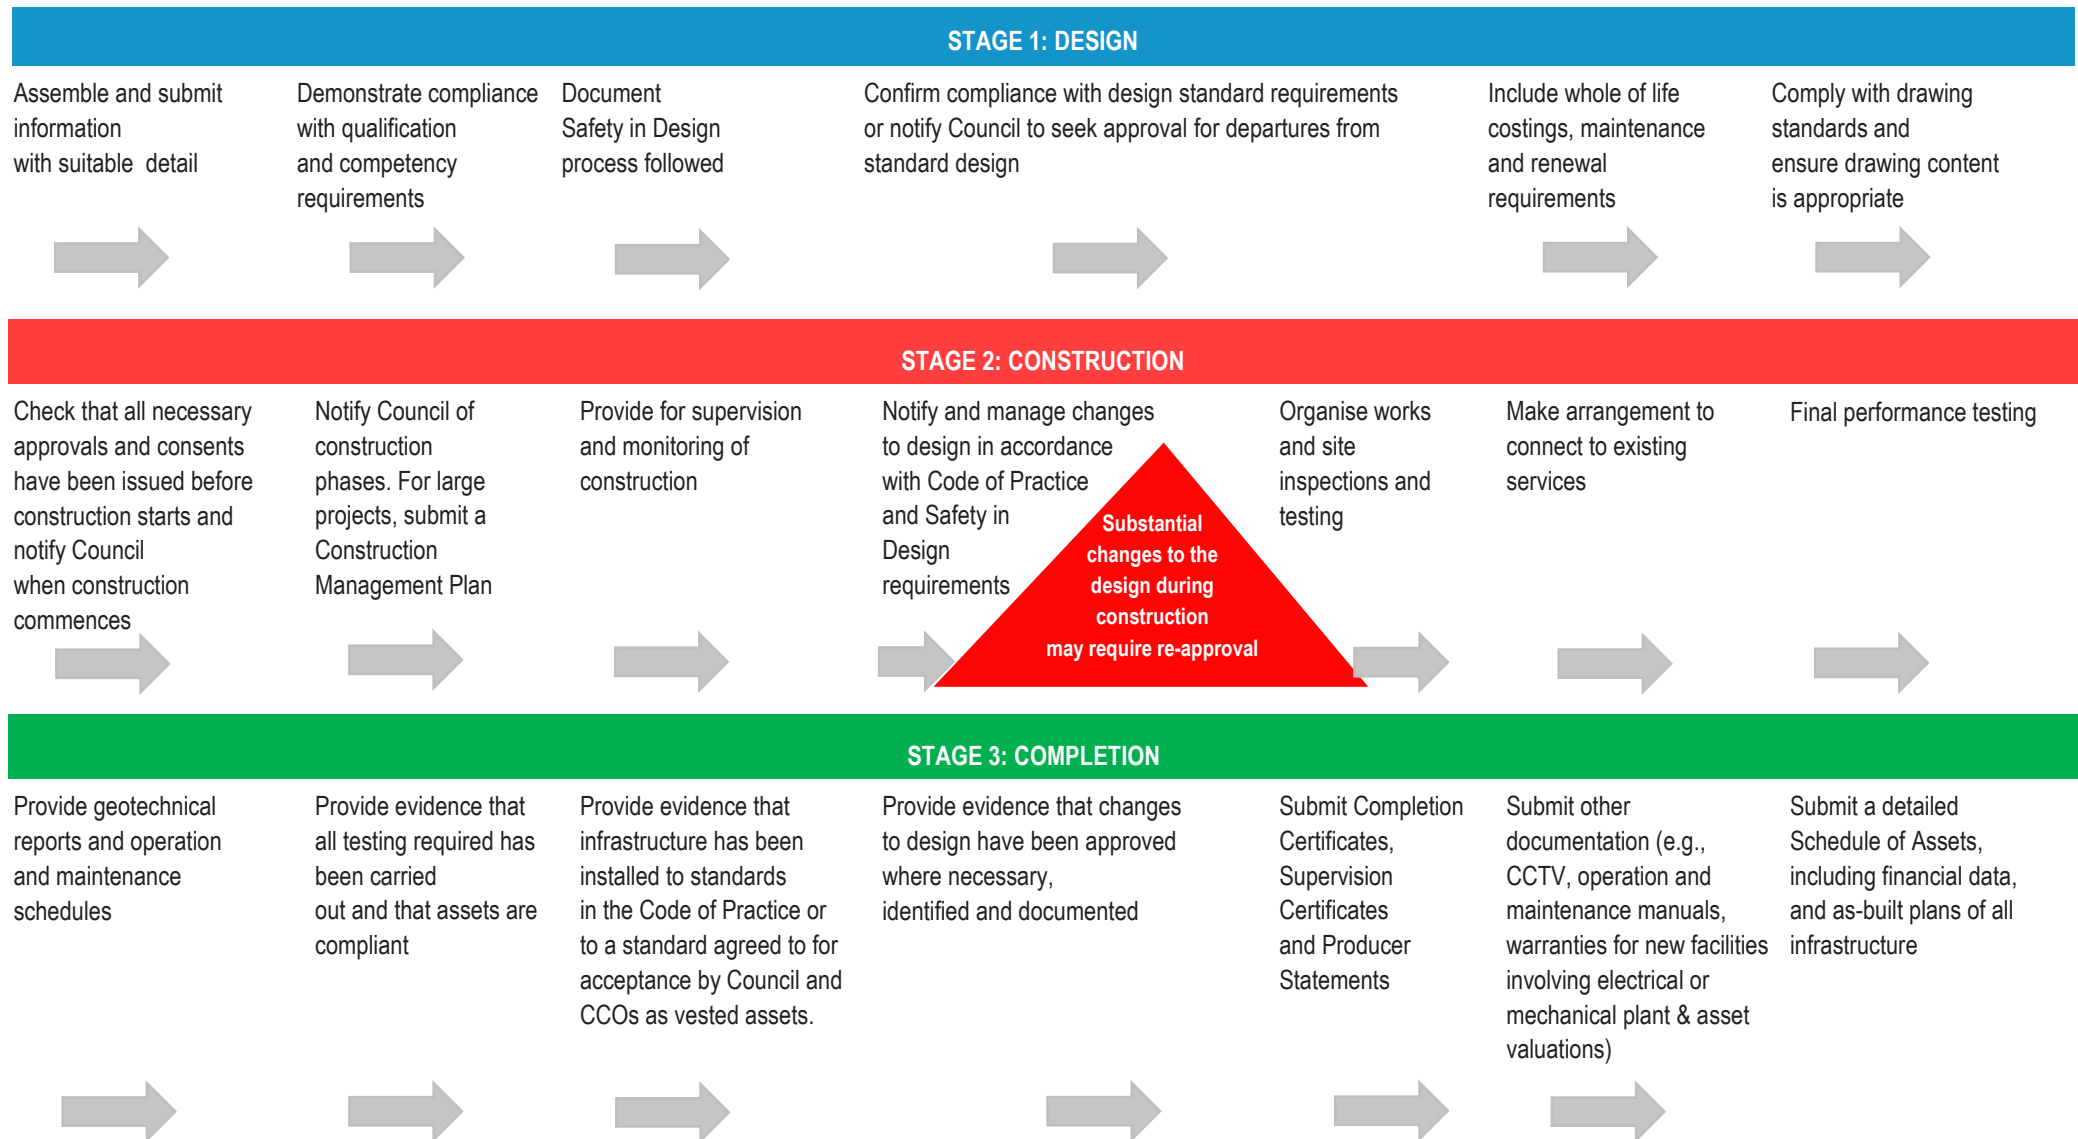 STAGE 1: DESIGN
Assemble and submit
information
with suitable detail
Demonstrate compliance
with qualification
and competency
requirements
Document
Safety in Design
process followed
Confirm compliance with design standard requirements
or notify Council to seek approval for departures from
standard design
Include whole of life
costings, maintenance
and renewal
requirements
Comply with drawing
standards and
ensure drawing content
is appropriate
STAGE 2: CONSTRUCTION
Check that all necessary
approvals and consents
have been issued before
construction starts and
notify Council
when construction
commences
Notify Council of
construction
phases. For large
projects, submit a
Construction
Management Plan
Provide for supervision
and monitoring of
construction
Notify and manage changes
to design in accordance
with Code of Practice
and Safety in
Design
requirements
Substantial
changes to the
design during
construction
may require re-approval
Organise works
and site
inspections and
testing
Make arrangement to
connect to existing
services
Final performance testing
STAGE 3: COMPLETION
Provide geotechnical
reports and operation
and maintenance
schedules
Provide evidence that
all testing required has
been carried
out and that assets are
compliant
Provide evidence that
infrastructure has been
installed to standards
in the Code of Practice or
to a standard agreed to for
acceptance by Council and
CCOs as vested assets.
Provide evidence that changes
to design have been approved
where necessary,
identified and documented
Submit Completion
Certificates,
Supervision
Certificates
and Producer
Statements
Submit other
documentation (e.g.,
CCTV, operation and
maintenance manuals,
warranties for new facilities
involving electrical or
mechanical plant & asset
valuations)
Submit a detailed
Schedule of Assets,
including financial data,
and as-built plans of all
infrastructure